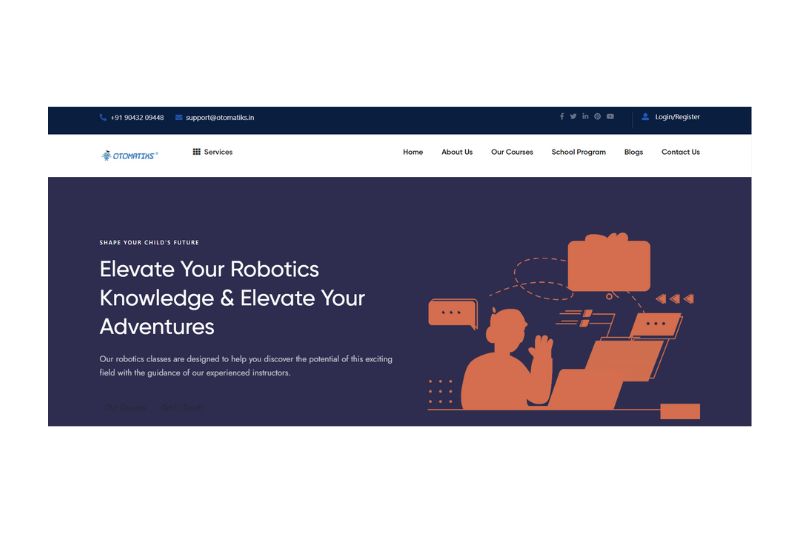 +91 90432 09448 support@otomatiks.in Login/Register
OTOMATIKS Services Home About Us Our Courses School Program Blogs Contact Us
SHAPE YOUR CHILD'S FUTURE
Elevate Your Robotics
Knowledge & Elevate Your
Adventures
Our robotics classes are designed to help you discover the potential of this exciting
field with the guidance of our experienced instructors.
Our Courses